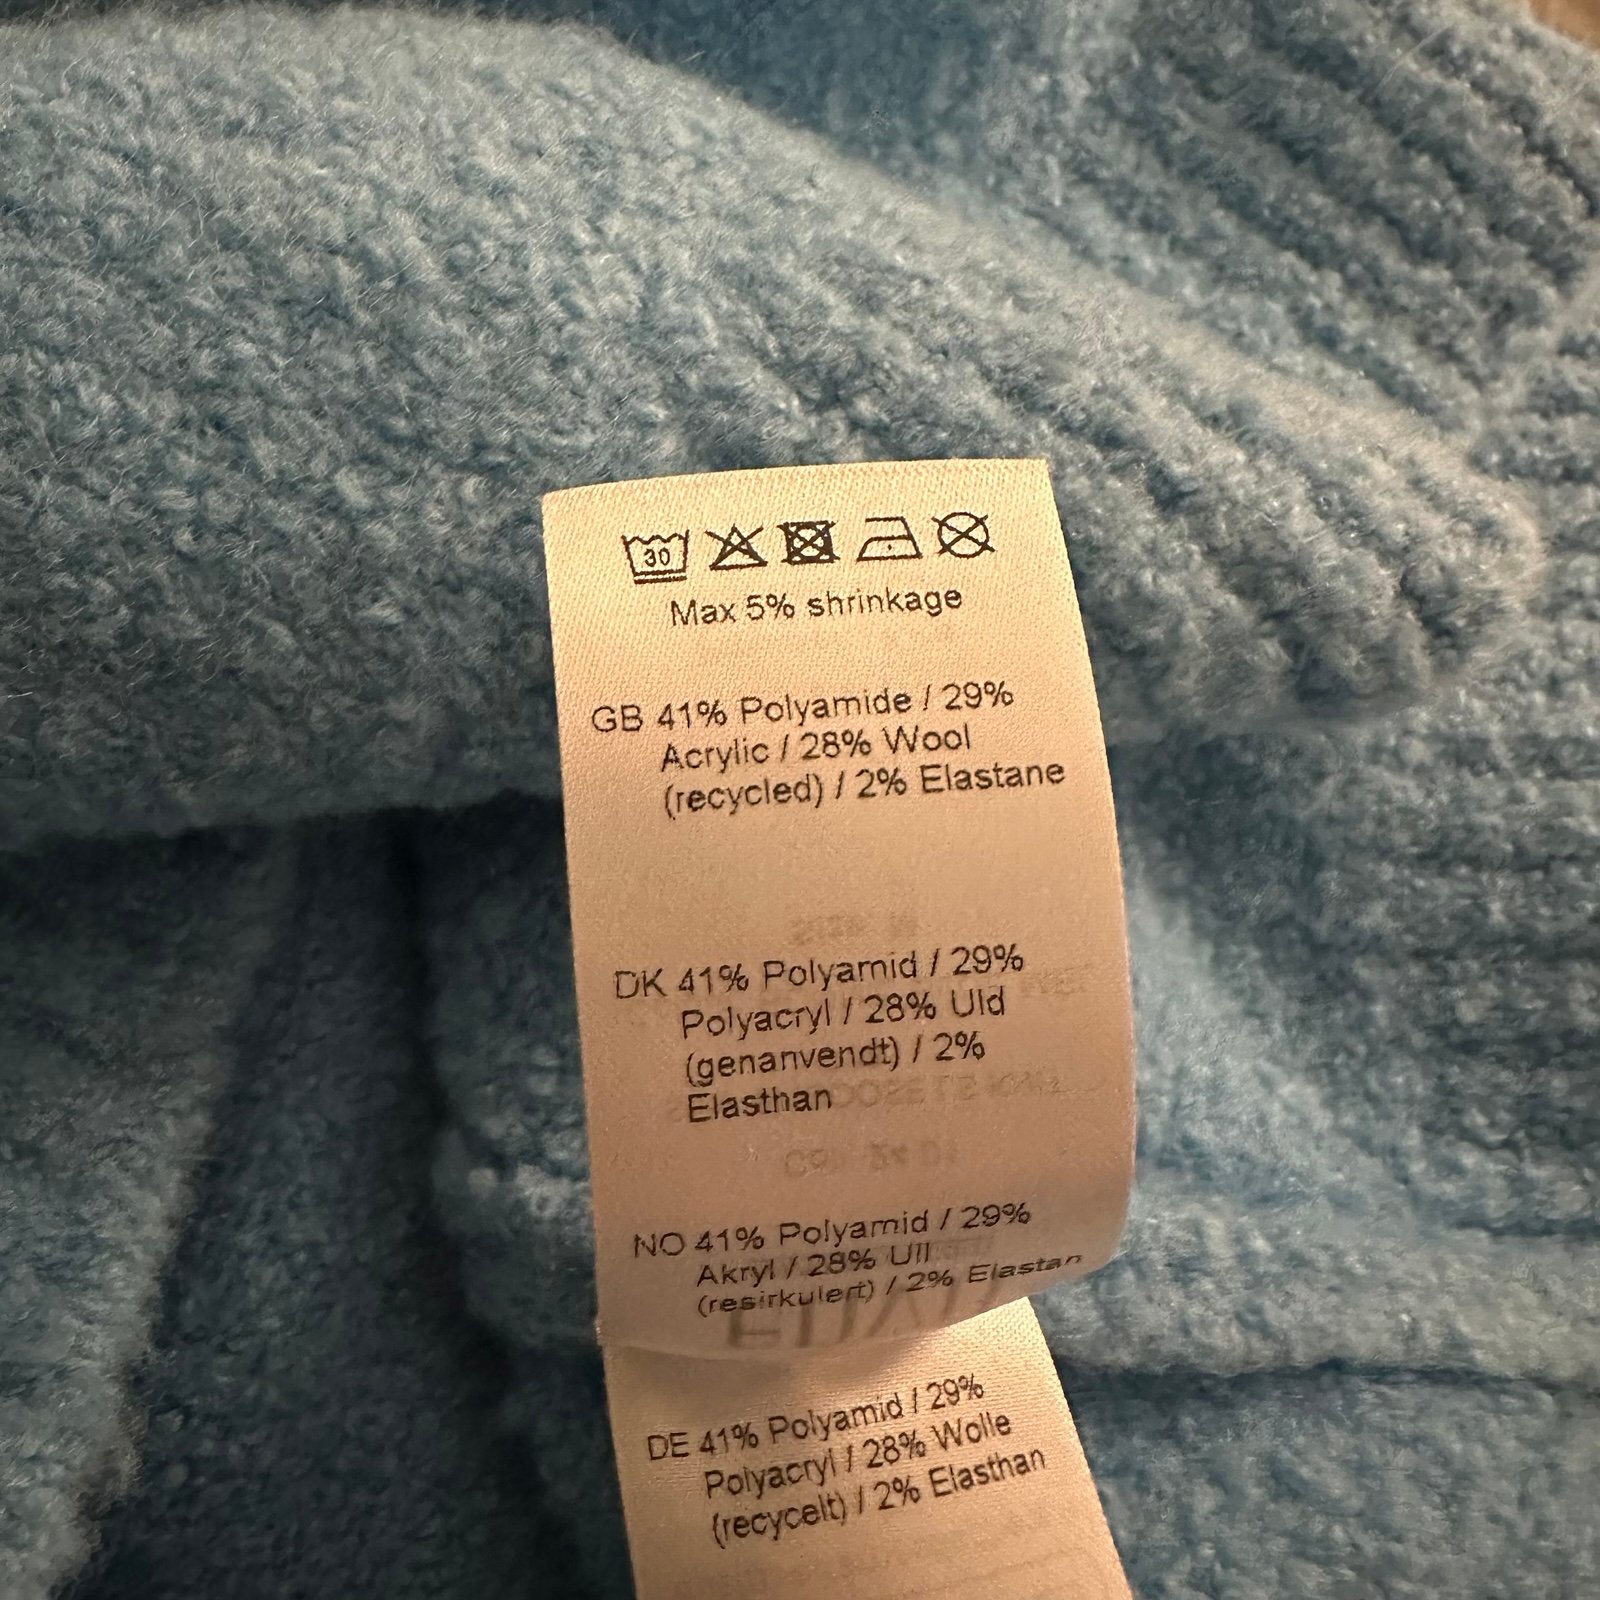 30
Max 5% shrinkage
GB 41% Polyamide / 29%
Acrylic / 28% Wool
(recycled) / 2% Elastane
DK 41% Polyamid / 29%
Polyacryl / 28% Uld
(genanvendt) / 2%
Elasthan
NO 41% Polyamid / 29%
Akryl / 28% Ull
(resirkulert) / 2% Elastan
DE 41% Polyamid / 29%
Polyacryl / 28% Wolle
(recycelt) / 2% Elasthan